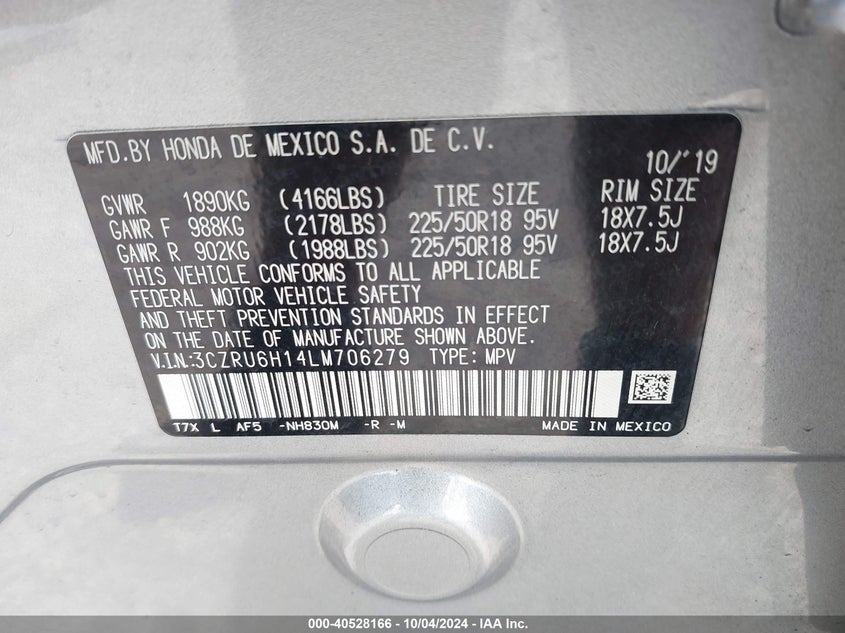 MFD.BY HONDA DE MEXICO S.A. DE C.V.
10/'19
GVWR 1890KG (4166LBS) TIRE SIZE RIM SIZE
GAWR F 988KG (2178LBS) 225/50R18 95V 18X7.5J
GAWR R 902KG (1988LBS) 225/50R18 95V 18X7.5J
THIS VEHICLE CONFORMS TO ALL APPLICABLE
FEDERAL MOTOR VEHICLE SAFETY
AND THEFT PREVENTION STANDARDS IN EFFECT
ON THE DATE OF MANUFACTURE SHOWN ABOVE.
V.I.N.:3CZRU6H14LM706279 TYPE: MPV
T7X L AF5 -NH830M -R -M MADE IN MEXICO
000-40528166 - 10/04/2024 - IAA Inc.